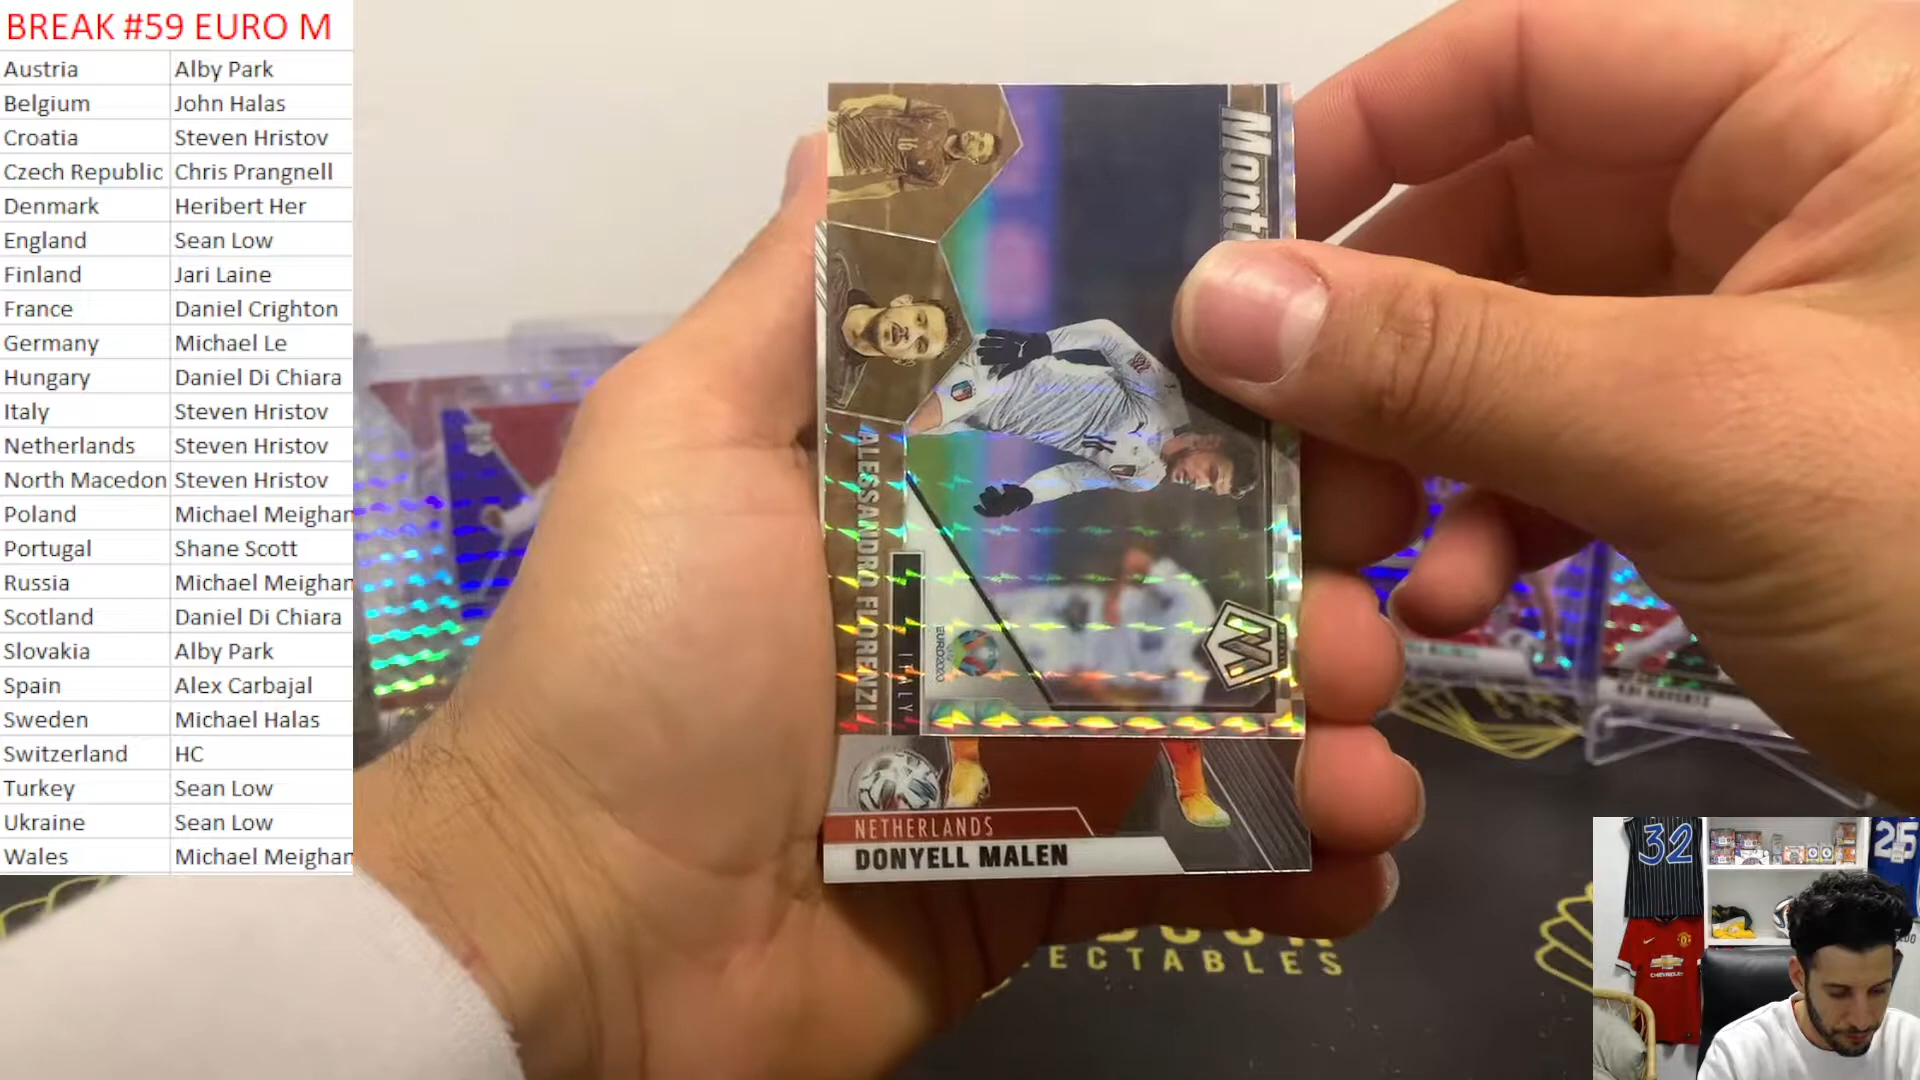 BREAK #59 EURO M
Austria Alby Park
Belgium John Halas
Croatia Steven Hristov
Czech Republic Chris Prangnell
Denmark Heribert Her
England Sean Low
Finland Jari Laine
France Daniel Crighton
Germany Michael Le
Hungary Daniel Di Chiara
Italy Steven Hristov
Netherlands Steven Hristov
North Macedon Steven Hristov
Poland Michael Meighan
Portugal Shane Scott
Russia Michael Meighan
Scotland Daniel Di Chiara
Slovakia Alby Park
Spain Alex Carbajal
Sweden Michael Halas
Switzerland HC
Turkey Sean Low
Ukraine Sean Low
Wales Michael Meighan
Mont
16
ALESSANDRO FLORENZI
ITALY
EURO2020
NETHERLANDS
DONYELL MALEN
ECTABLES
32
25
CHEVROLET